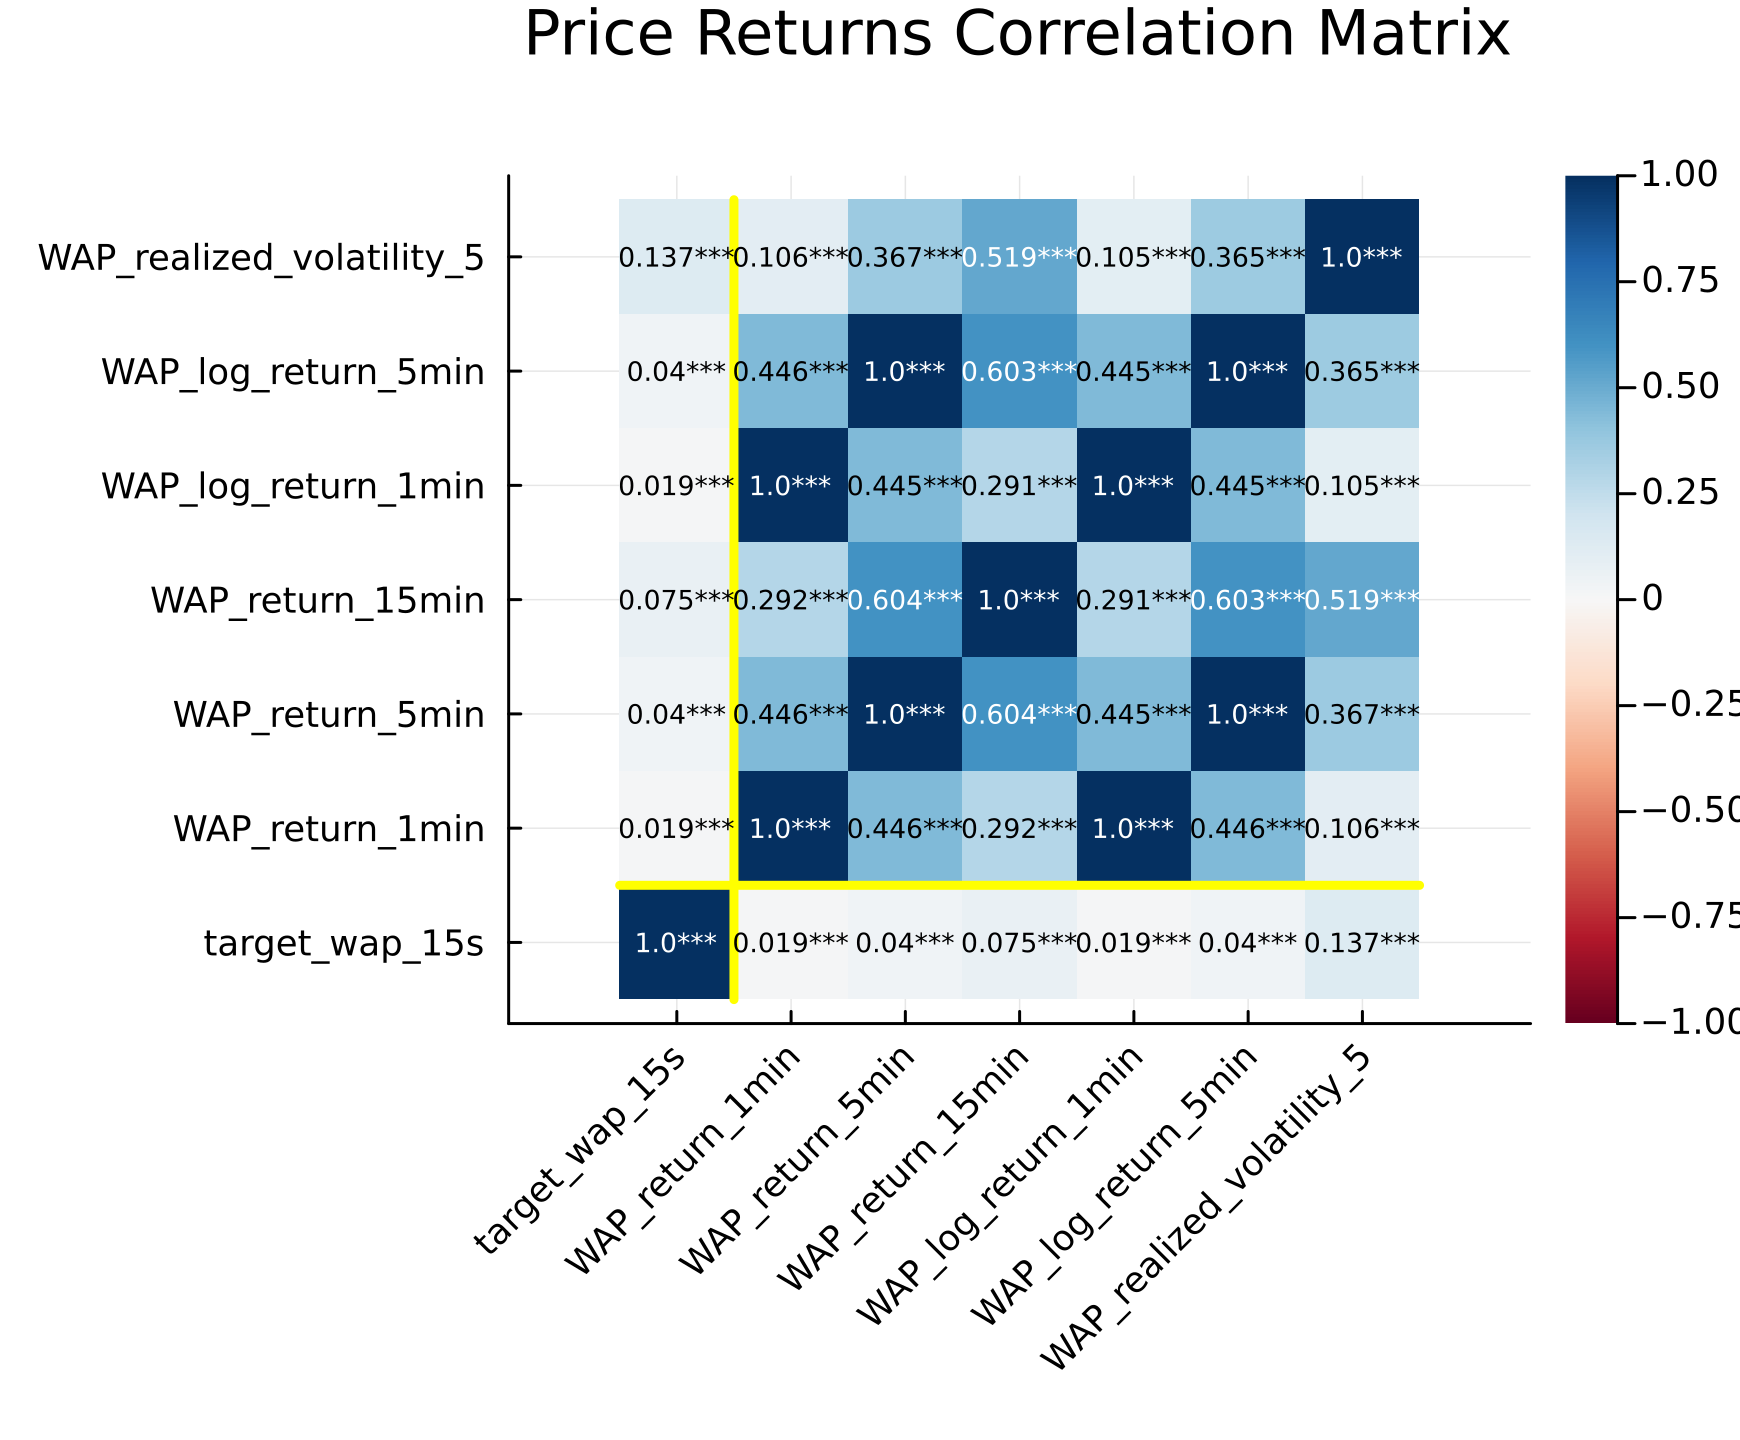 Price Returns Correlation Matrix
WAP_realized_volatility_5 0.137*** 0.106*** 0.367*** 0.519*** 0.105*** 0.365*** 1.0***
WAP_log_return_5min 0.04*** 0.446*** 1.0*** 0.603*** 0.445*** 1.0*** 0.365***
WAP_log_return_1min 0.019*** 1.0*** 0.445*** 0.291*** 1.0*** 0.445*** 0.105***
WAP_return_15min 0.075*** 0.292*** 0.604*** 1.0*** 0.291*** 0.603*** 0.519***
WAP_return_5min 0.04*** 0.446*** 1.0*** 0.604*** 0.445*** 1.0*** 0.367***
WAP_return_1min 0.019*** 1.0*** 0.446*** 0.292*** 1.0*** 0.446*** 0.106***
target_wap_15s 1.0*** 0.019*** 0.04*** 0.075*** 0.019*** 0.04*** 0.137***
target_wap_15s
WAP_return_1min
WAP_return_5min
WAP_return_15min
WAP_log_return_1min
WAP_log_return_5min
WAP_realized_volatility_5
1.00
0.75
0.50
0.25
0
−0.25
−0.50
−0.75
−1.00